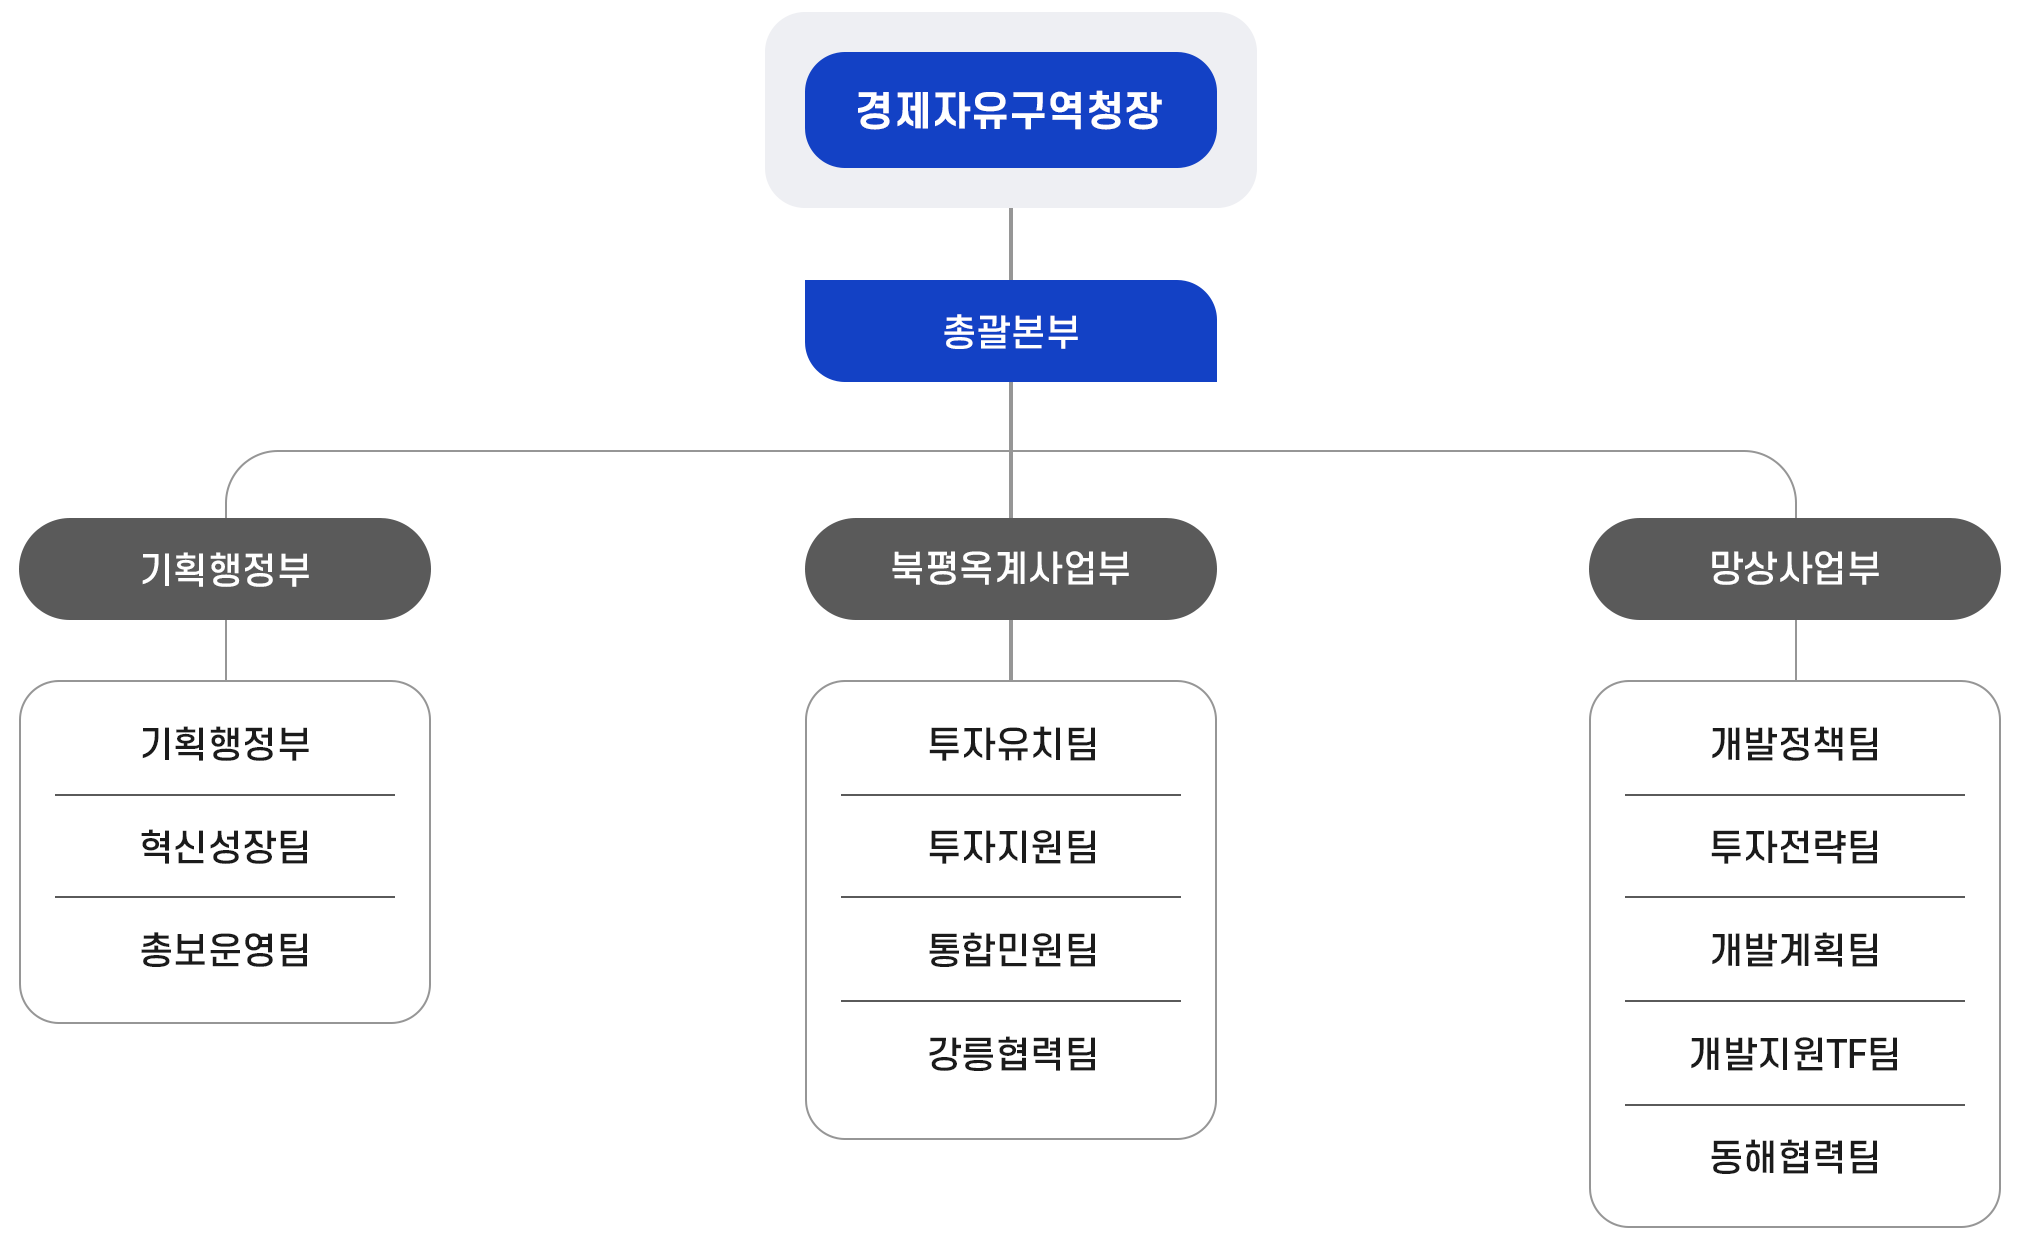 경제자유구역청장
총괄본부
기획행정부
북평옥계사업부
망상사업부
기획행정부
혁신성장팀
총보운영팀
투자유치팀
투자지원팀
통합민원팀
강릉협력팀
개발정책팀
투자전략팀
개발계획팀
개발지원TF팀
동해협력팀